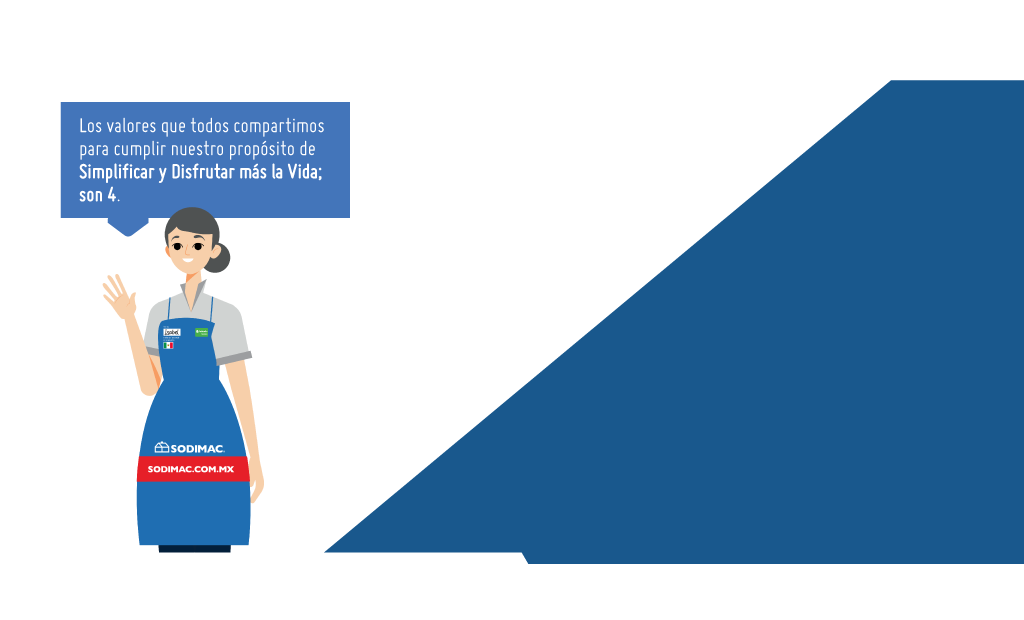 Los valores que todos compartimos
para cumplir nuestro propósito de
Simplificar y Disfrutar más la Vida;
son 4.
SODIMAC
SODIMAC.COM.MX